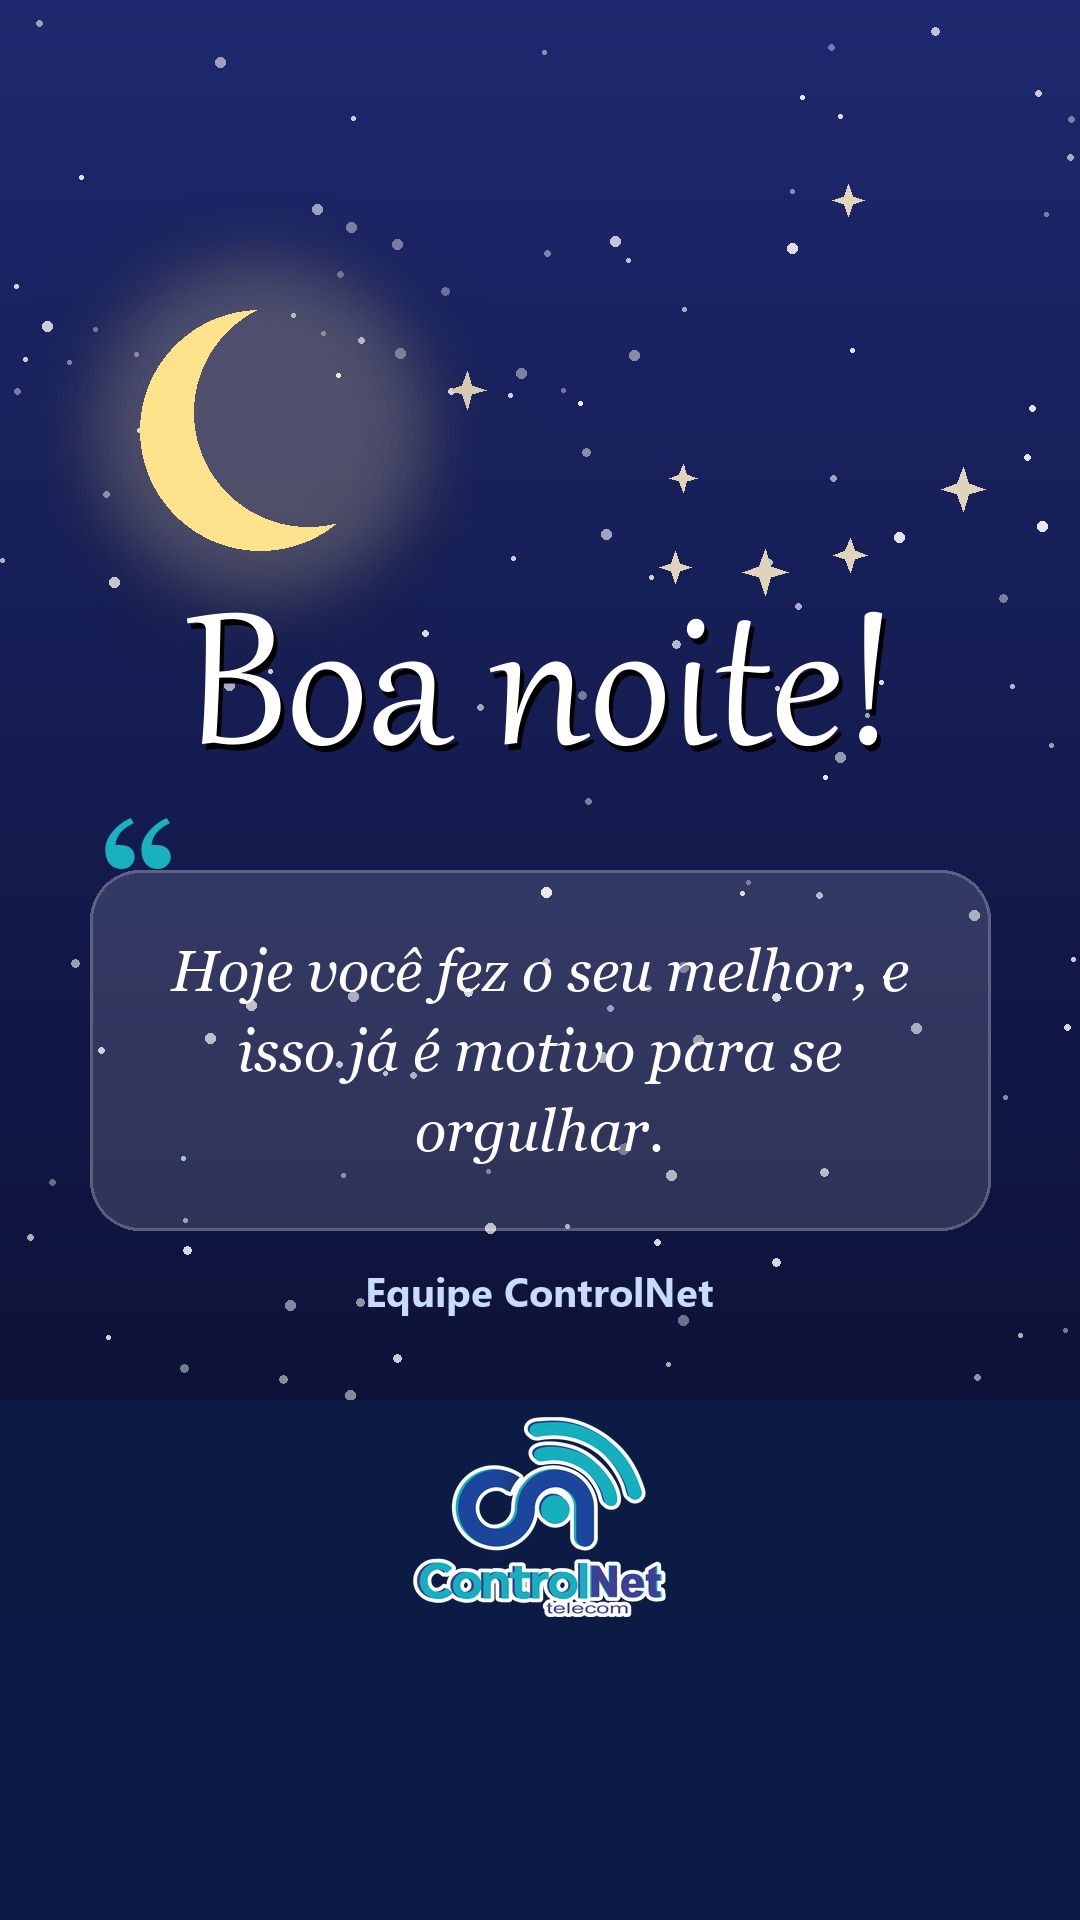 Boa noite!
“
Hoje você fez o seu melhor, e
isso já é motivo para se
orgulhar.
Equipe ControlNet
ControlNet
telecom